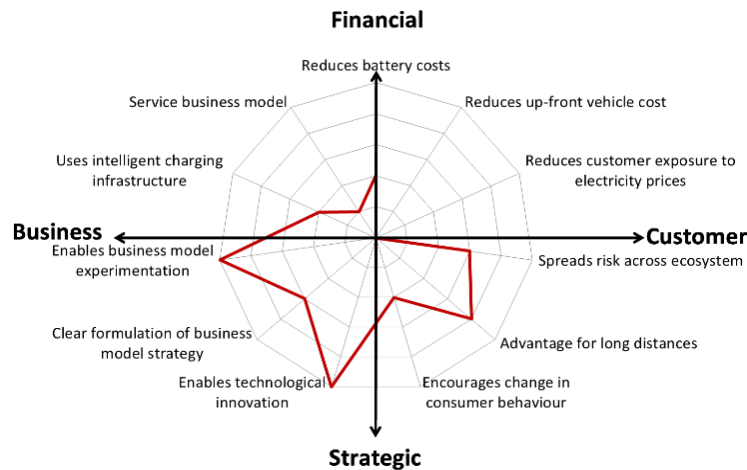 Financial
Reduces battery costs
Service business model
Reduces up-front vehicle cost
Uses intelligent charging
infrastructure
Reduces customer exposure to
electricity prices
Business
Customer
Enables business model
experimentation
Spreads risk across ecosystem
Clear formulation of business
model strategy
Advantage for long distances
Enables technological
innovation
Encourages change in
consumer behaviour
Strategic